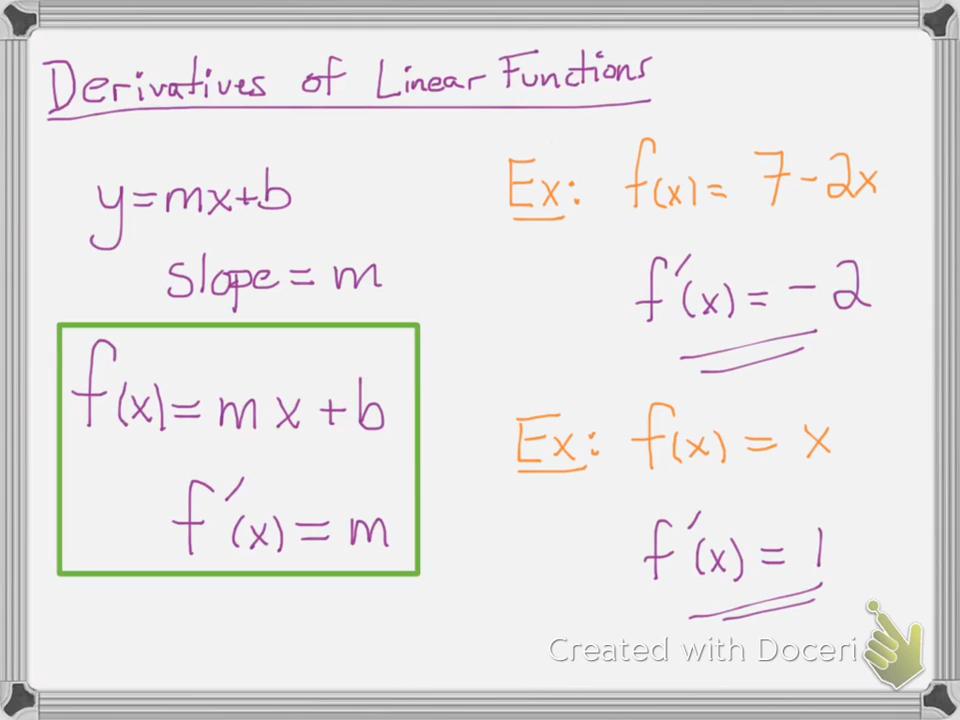 Derivatives of Linear Functions
y=mx+b
slope = m
f(x)= mx+b
f'(x)= m
Ex: f(x)= 7-2x
f'(x)= -2
Ex: f(x) = x
f'(x) = 1
Created with Doceri